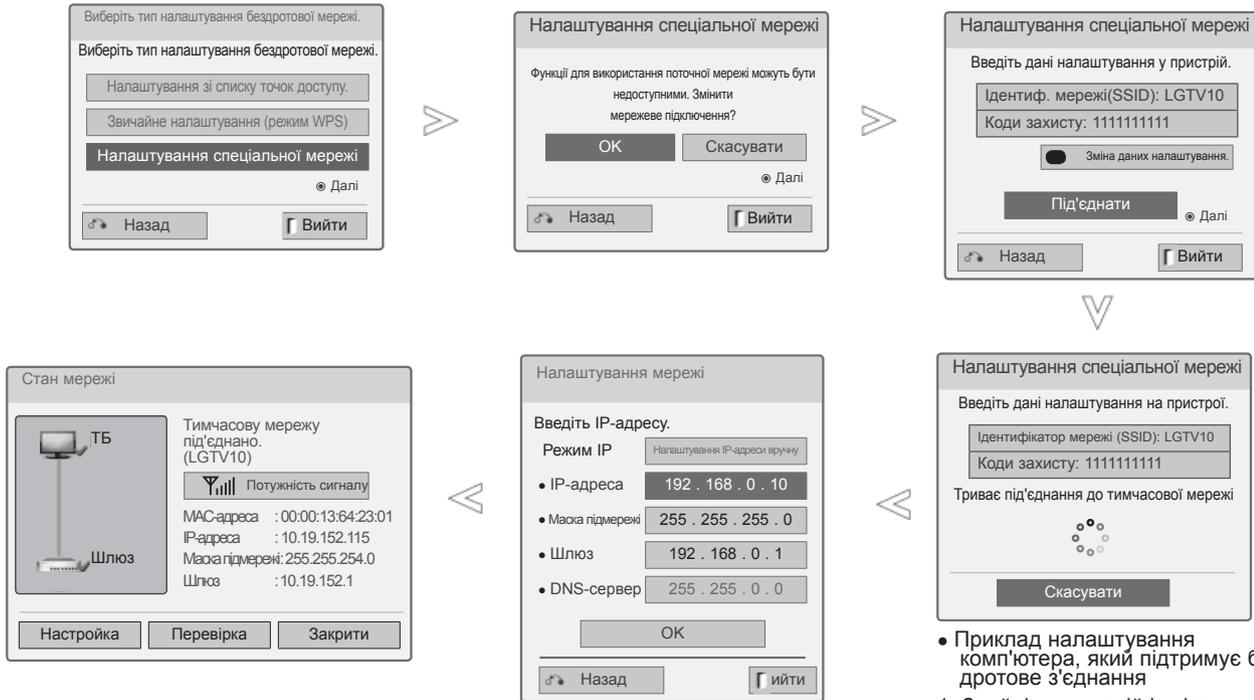 Виберіть тип налаштування бездротової мережі.
Виберіть тип налаштування бездротової мережі.
Налаштування зі списку точок доступу.
Звичайне налаштування (режим WPS)
Налаштування спеціальної мережі
Далі
Назад
Вийти
Налаштування спеціальної мережі
Функції для використання поточної мережі можуть бути
недоступними. Змінити
мережеве підключення?
ОК
Скасувати
Далі
Назад
Вийти
Налаштування спеціальної мережі
Введіть дані налаштування у пристрій.
Ідентиф. мережі(SSID): LGTV10
Коди захисту: 1111111111
Зміна даних налаштування.
Під'єднати
Далі
Назад
Вийти
Налаштування спеціальної мережі
Введіть дані налаштування на пристрої.
Ідентифікатор мережі (SSID): LGTV10
Коди захисту: 1111111111
Триває під'єднання до тимчасової мережі
Скасувати
• Приклад налаштування
комп'ютера, який підтримує
дротове з'єднання
Налаштування мережі
Введіть IP-адресу.
Режим IP Налаштування IP-адреси вручну
• IP-адреса 192 . 168 . 0 . 10
• Маска підмережі 255 . 255 . 255 . 0
• Шлюз 192 . 168 . 0 . 1
• DNS-сервер 255 . 255 . 0 . 0
ОК
Назад
ийти
Стан мережі
ТБ
Шлюз
Тимчасову мережу
під'єднано.
(LGTV10)
Потужність сигналу
MAC-адреса : 00:00:13:64:23:01
IP-адреса : 10.19.152.115
Маска підмережі: 255.255.254.0
Шлюз : 10.19.152.1
Настройка
Перевірка
Закрити